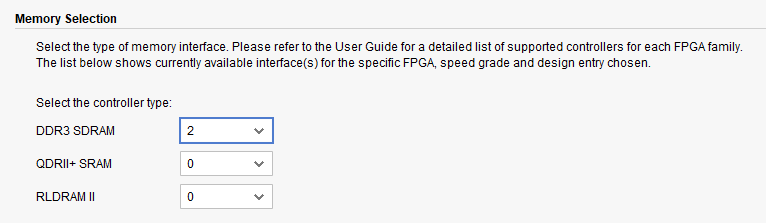 Memory Selection
Select the type of memory interface. Please refer to the User Guide for a detailed list of supported controllers for each FPGA family.
The list below shows currently available interface(s) for the specific FPGA, speed grade and design entry chosen.
Select the controller type:
DDR3 SDRAM 2
QDRII+ SRAM 0
RLDRAM II 0